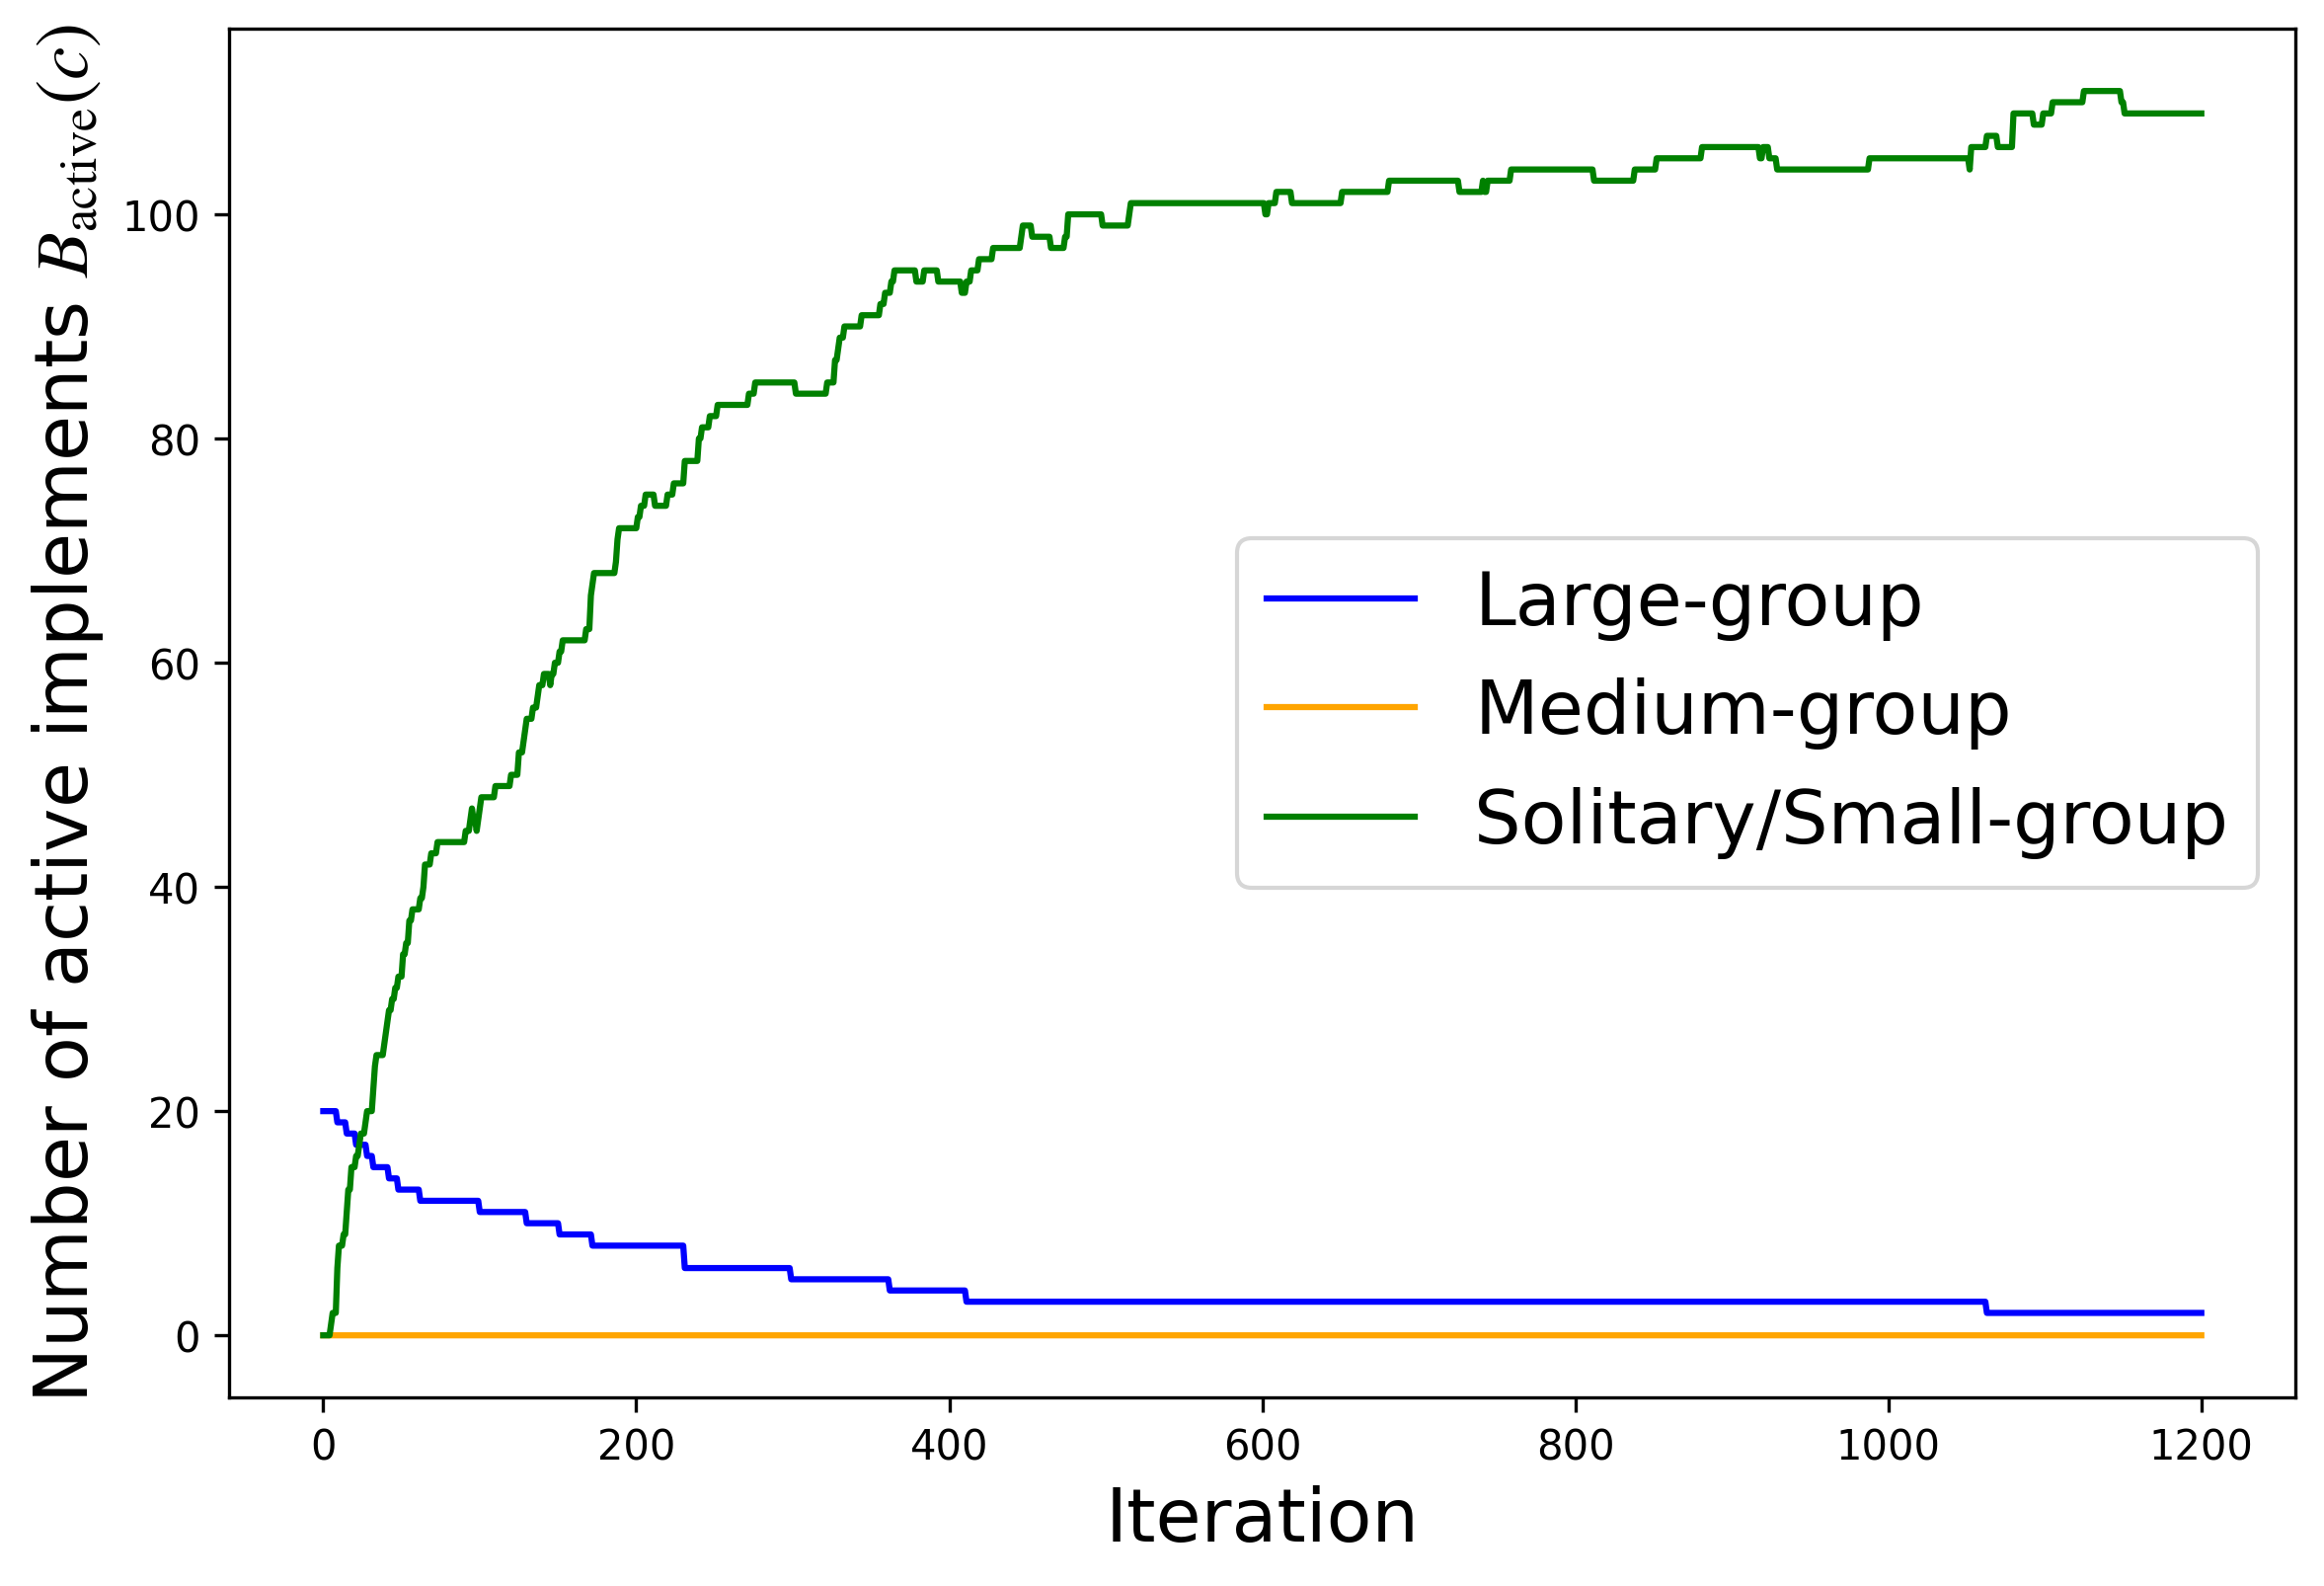 Number of active implements B_active(c)
100
80
60
40
20
0
Large-group
Medium-group
Solitary/Small-group
0 200 400 600 800 1000 1200
Iteration